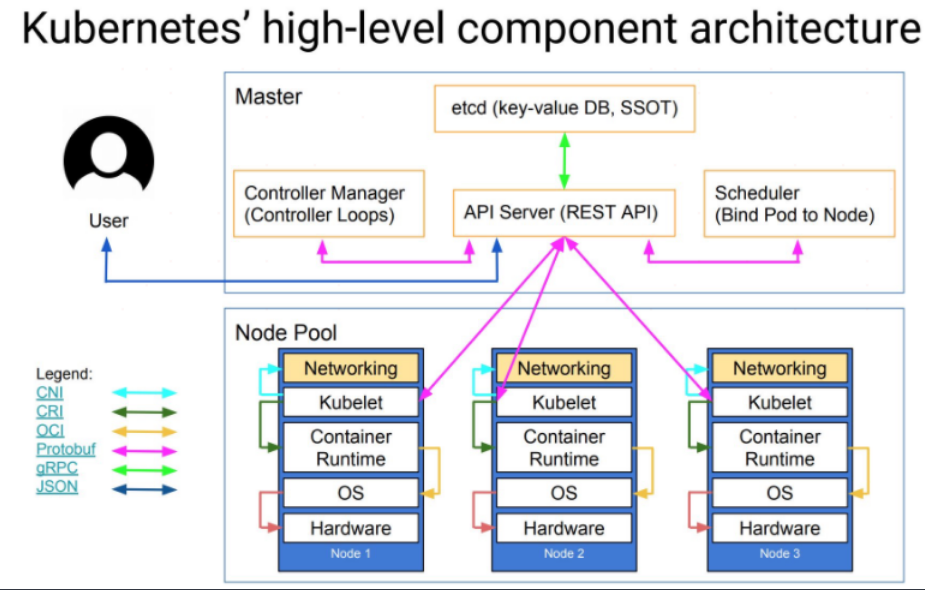 Kubernetes’ high-level component architecture
Master
etcd (key-value DB, SSOT)
Controller Manager
(Controller Loops)
API Server (REST API)
Scheduler
(Bind Pod to Node)
User
Node Pool
Networking
Kubelet
Container
Runtime
OS
Hardware
Node 1
Networking
Kubelet
Container
Runtime
OS
Hardware
Node 2
Networking
Kubelet
Container
Runtime
OS
Hardware
Node 3
Legend:
CNI
CRI
OCI
Protobuf
gRPC
JSON